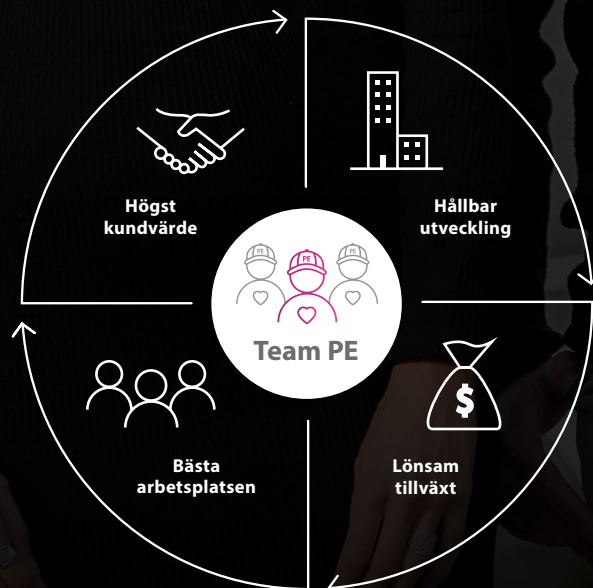 Högst
kundvärde
Hållbar
utveckling
PE
PE
PE
Team PE
Bästa
arbetsplatsen
$
Lönsam
tillväxt